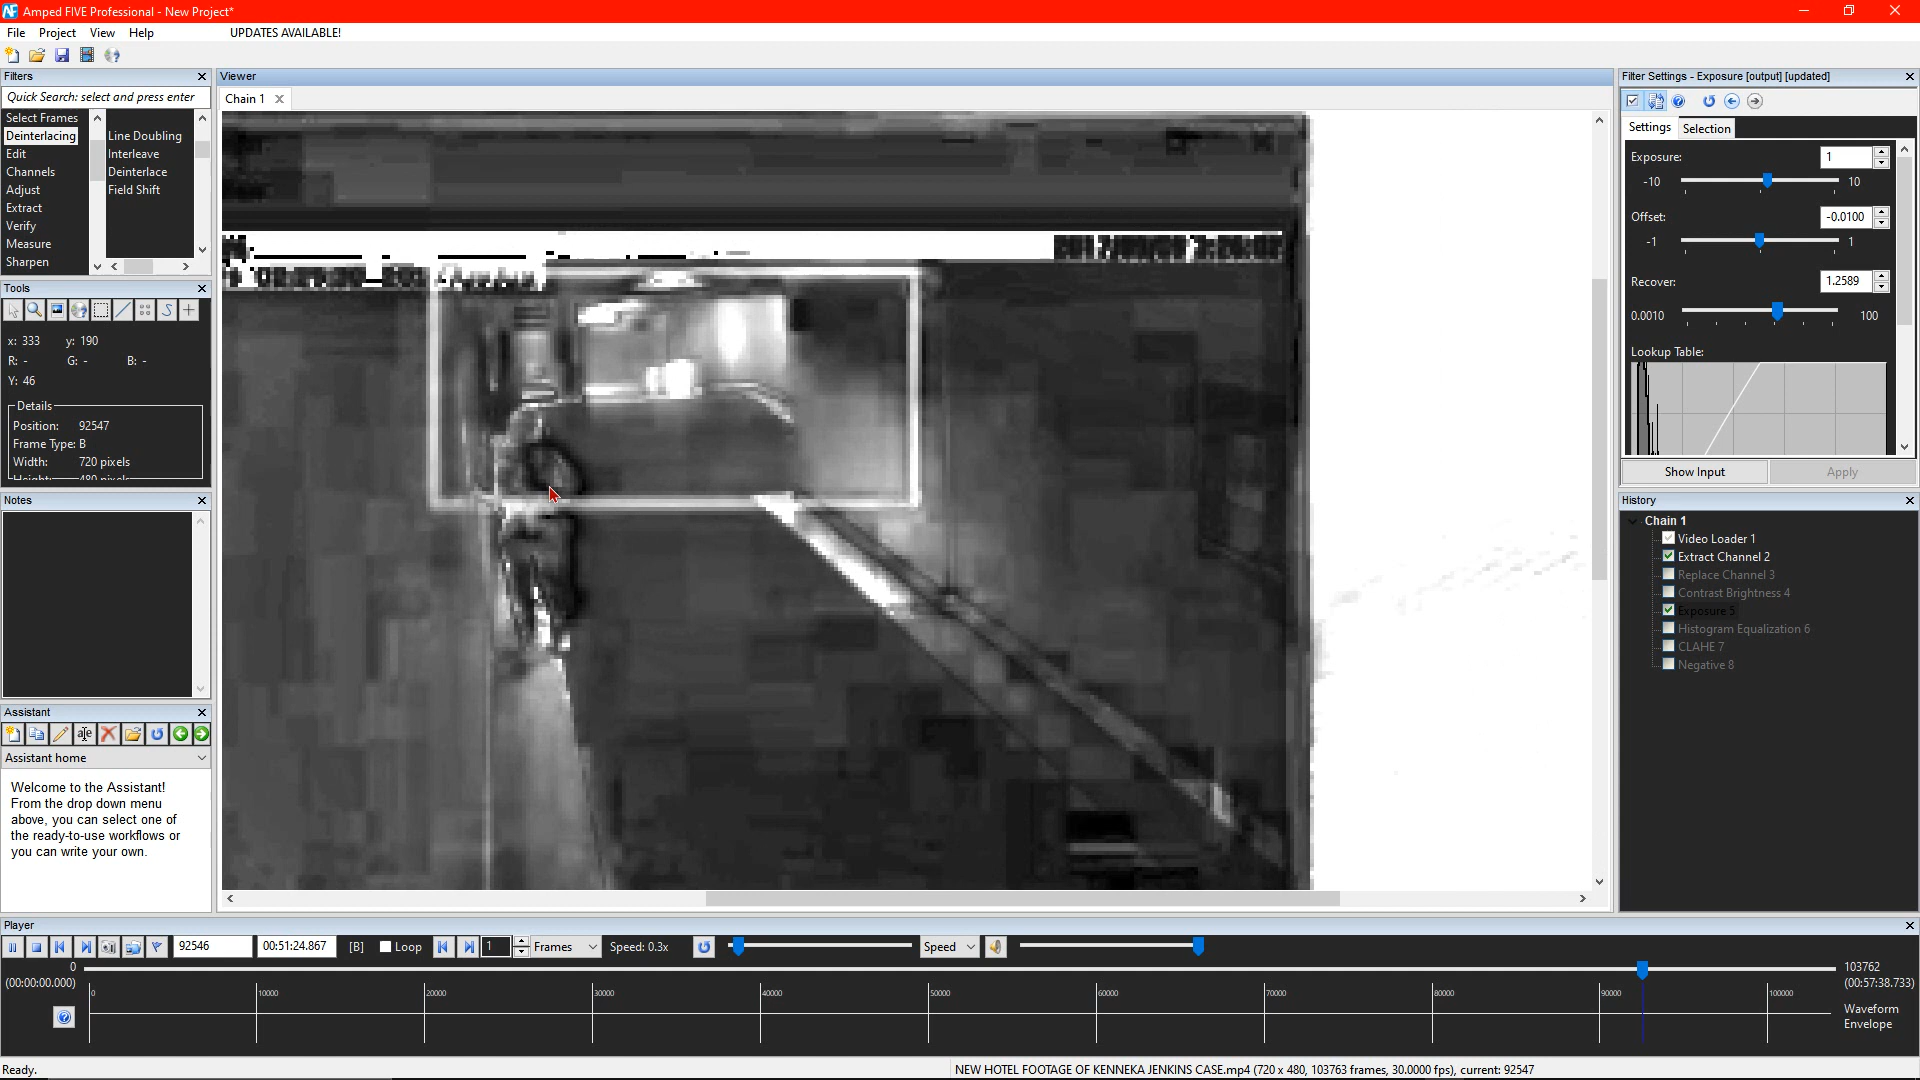 Amped FIVE Professional - New Project*
File Project View Help UPDATES AVAILABLE!
Filters
Quick Search: select and press enter
Select Frames
Deinterlacing
Edit
Channels
Adjust
Extract
Verify
Measure
Sharpen
Line Doubling
Interleave
Deinterlace
Field Shift
Tools
x: 333 y: 190
R: - G: - B: -
Y: 46
Details
Position: 92547
Frame Type: B
Width: 720 pixels
Height: 480 pixels
Notes
Assistant
Assistant home
Welcome to the Assistant!
From the drop down menu
above, you can select one of
the ready-to-use workflows or
you can write your own.
Viewer
Chain 1
Filter Settings - Exposure [output] [updated]
Settings Selection
Exposure: 1
-10 10
Offset: -0.0100
-1 1
Recover: 1.2589
0.0010 100
Lookup Table:
Show Input Apply
History
Chain 1
Video Loader 1
Extract Channel 2
Replace Channel 3
Contrast Brightness 4
Exposure 5
Histogram Equalization 6
CLAHE 7
Negative 8
Player
92546 00:51:24.867 [B] Loop 1 Frames Speed: 0.3x Speed
0
(00:00:00.000)
103762
(00:57:38.733)
0 10000 20000 30000 40000 50000 60000 70000 80000 90000 100000
Waveform
Envelope
Ready.
NEW HOTEL FOOTAGE OF KENNEKA JENKINS CASE.mp4 (720 x 480, 103763 frames, 30.0000 fps), current: 92547